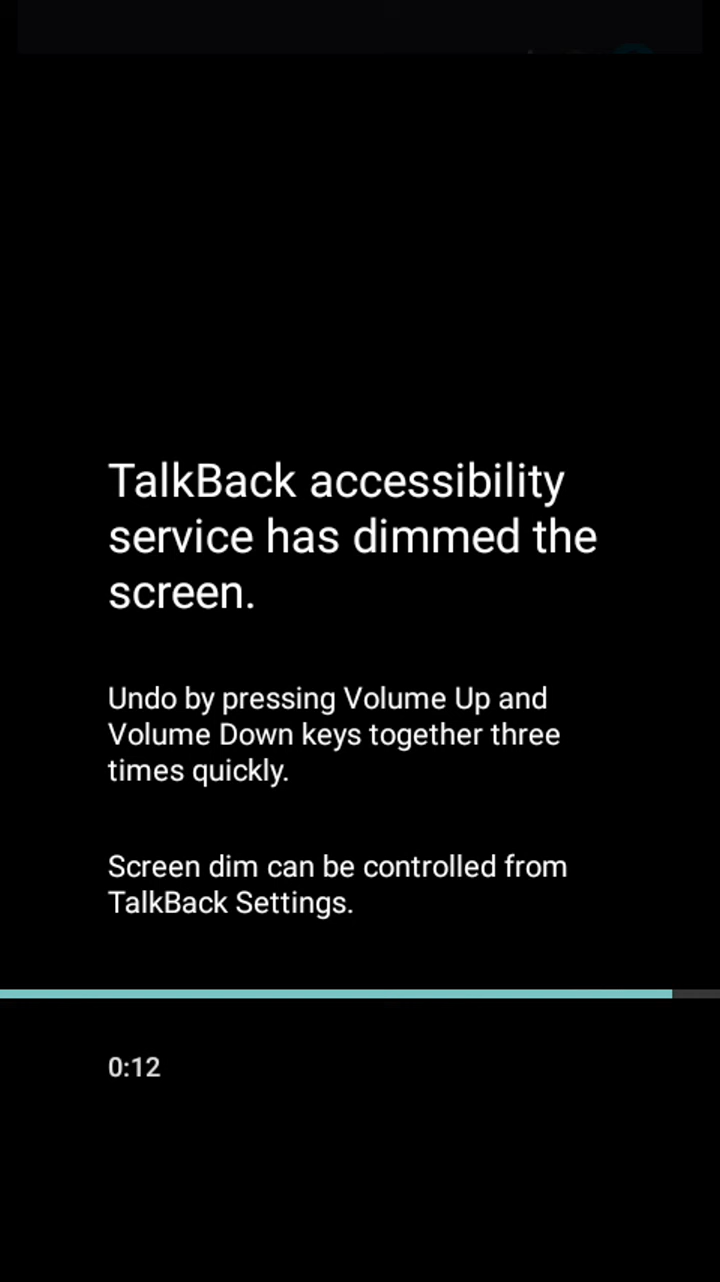 TalkBack accessibility
service has dimmed the
screen.
Undo by pressing Volume Up and
Volume Down keys together three
times quickly.
Screen dim can be controlled from
TalkBack Settings.
0:12